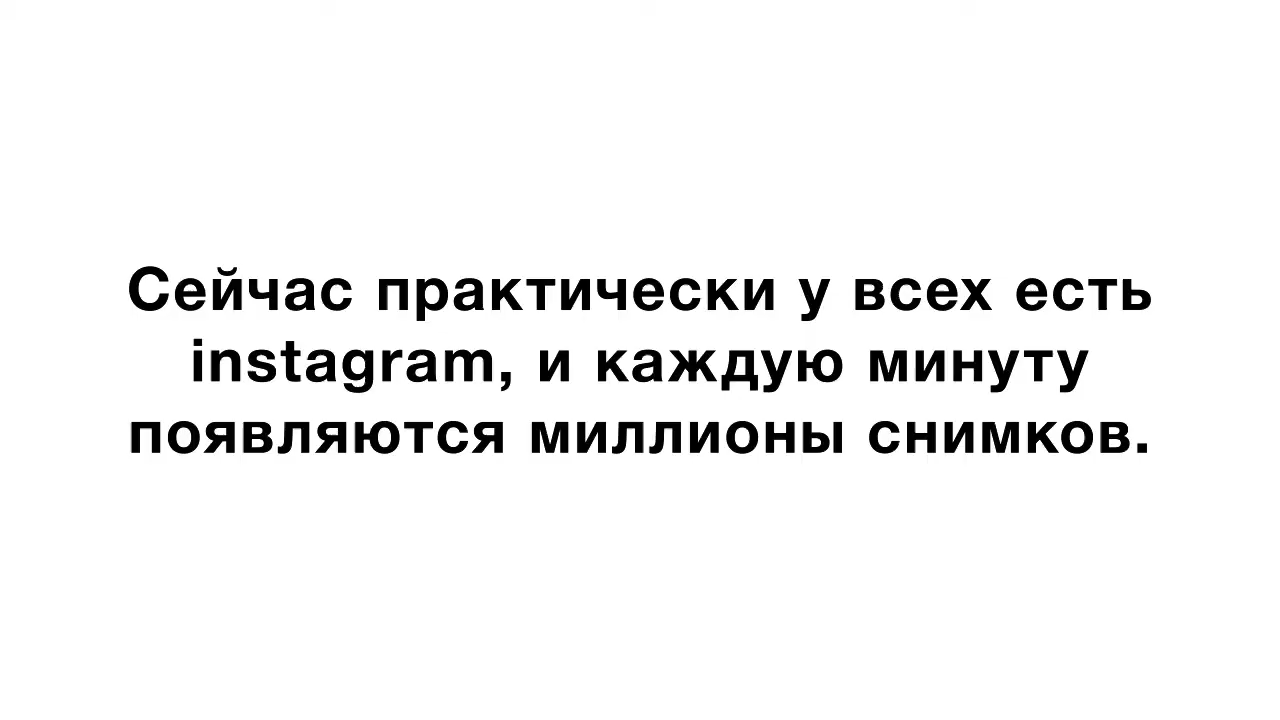 Сейчас практически у всех есть
instagram, и каждую минуту
появляются миллионы снимков.